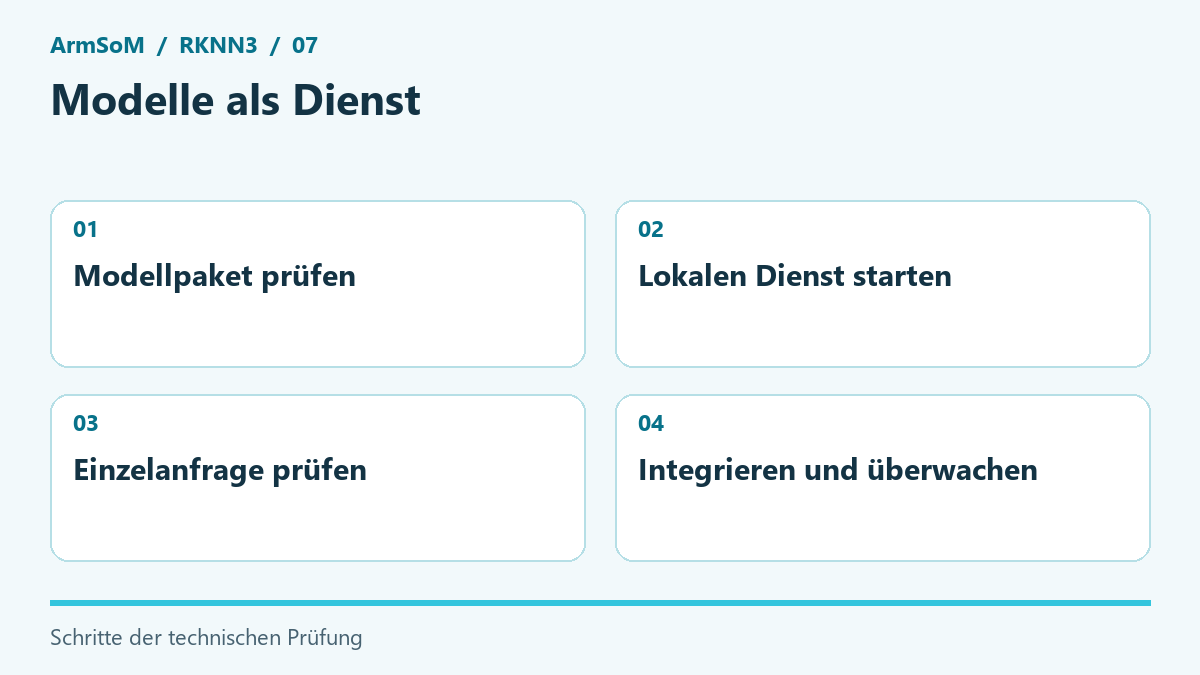 ArmSoM / RKNN3 / 07
Modelle als Dienst
01
Modellpaket prüfen
02
Lokalen Dienst starten
03
Einzelanfrage prüfen
04
Integrieren und überwachen
Schritte der technischen Prüfung